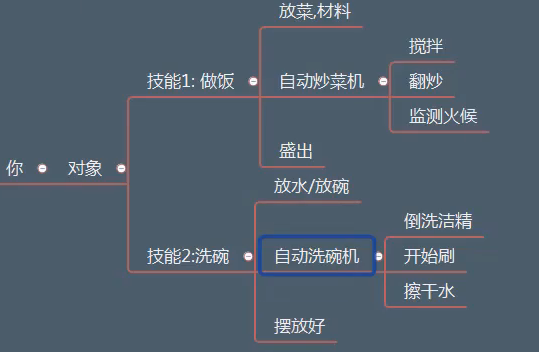 你
对象
技能1: 做饭
放菜,材料
自动炒菜机
搅拌
翻炒
监测火候
盛出
技能2:洗碗
放水/放碗
自动洗碗机
倒洗洁精
开始刷
擦干水
摆放好